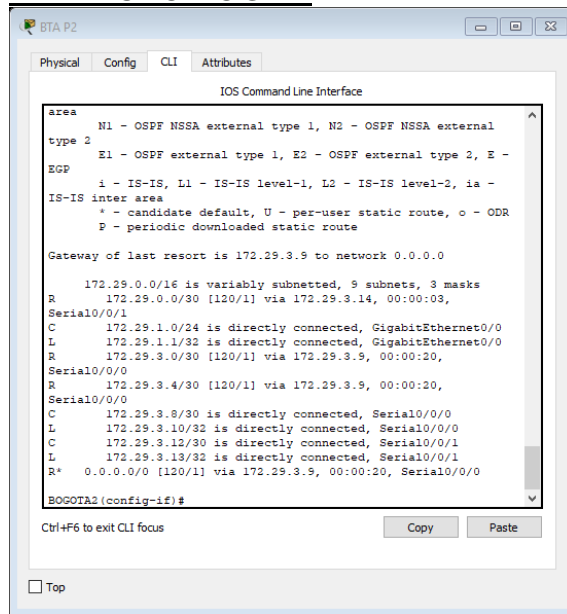 BTA P2
Physical Config CLI Attributes
IOS Command Line Interface
area
N1 - OSPF NSSA external type 1, N2 - OSPF NSSA external
type 2
E1 - OSPF external type 1, E2 - OSPF external type 2, E -
EGP
i - IS-IS, L1 - IS-IS level-1, L2 - IS-IS level-2, ia -
IS-IS inter area
* - candidate default, U - per-user static route, o - ODR
P - periodic downloaded static route
Gateway of last resort is 172.29.3.9 to network 0.0.0.0
172.29.0.0/16 is variably subnetted, 9 subnets, 3 masks
R 172.29.0.0/30 [120/1] via 172.29.3.14, 00:00:03,
Serial0/0/1
C 172.29.1.0/24 is directly connected, GigabitEthernet0/0
L 172.29.1.1/32 is directly connected, GigabitEthernet0/0
R 172.29.3.0/30 [120/1] via 172.29.3.9, 00:00:20,
Serial0/0/0
R 172.29.3.4/30 [120/1] via 172.29.3.9, 00:00:20,
Serial0/0/0
C 172.29.3.8/30 is directly connected, Serial0/0/0
L 172.29.3.10/32 is directly connected, Serial0/0/0
C 172.29.3.12/30 is directly connected, Serial0/0/1
L 172.29.3.13/32 is directly connected, Serial0/0/1
R* 0.0.0.0/0 [120/1] via 172.29.3.9, 00:00:20, Serial0/0/0
BOGOTA2(config-if)#
Ctrl+F6 to exit CLI focus
Copy Paste
Top